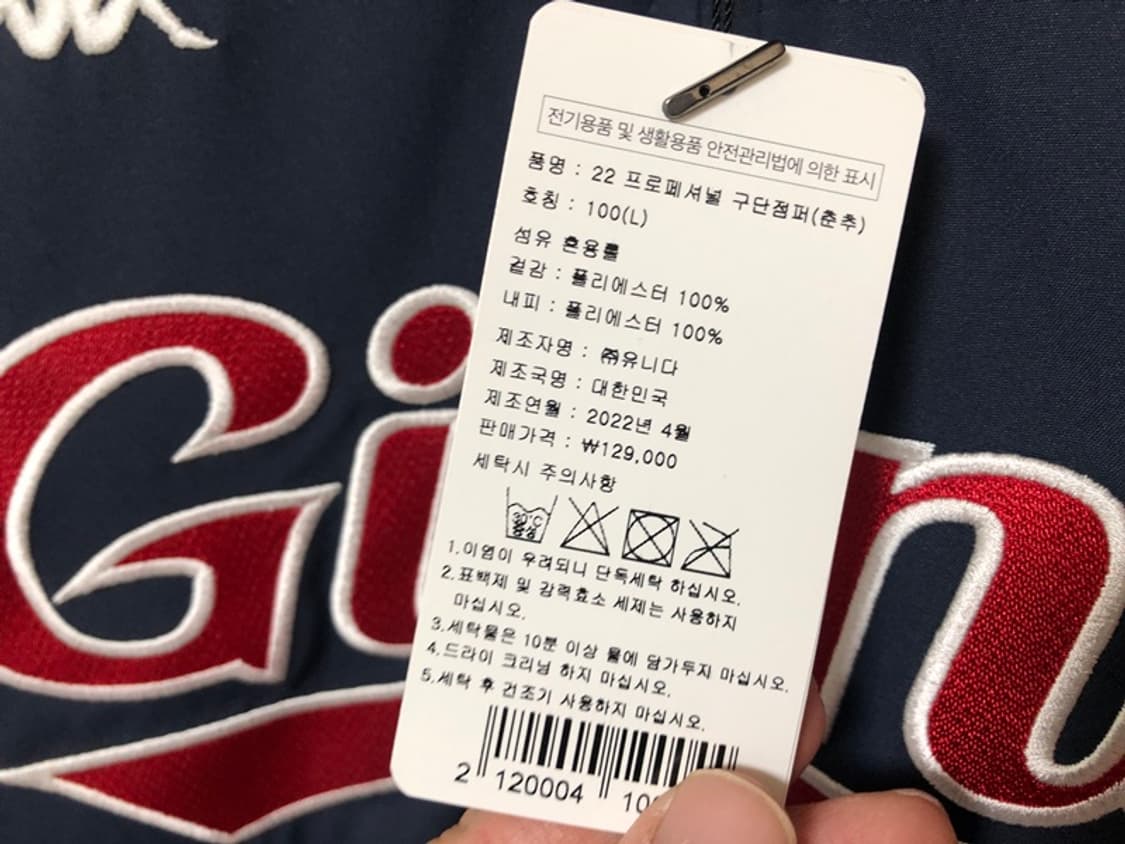 전기용품 및 생활용품 안전관리법에 의한 표시
품명 : 22 프로페셔널 구단점퍼(춘추)
호칭 : 100(L)
섬유 혼용률
겉감 : 폴리에스터 100%
내피 : 폴리에스터 100%
제조자명 : ㈜유니다
제조국명 : 대한민국
제조연월 : 2022년 4월
판매가격 : ₩129,000
세탁시 주의사항
30℃
중성
1.이염이 우려되니 단독세탁 하십시오.
2.표백제 및 강력효소 세제는 사용하지
마십시오.
3.세탁물은 10분 이상 물에 담가두지 마십시오.
4.드라이 크리닝 하지 마십시오.
5.세탁 후 건조기 사용하지 마십시오.
2 120004 10
Gi